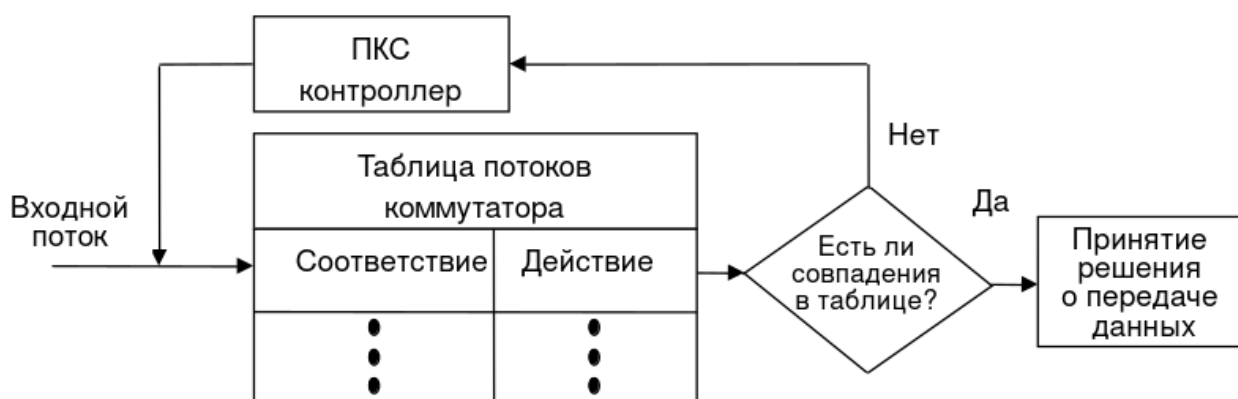 ПКС
контроллер
Нет
Таблица потоков
коммутатора
Да
Входной
поток
Соответствие
Действие
Есть ли
совпадения
в таблице?
Принятие
решения
о передаче
данных